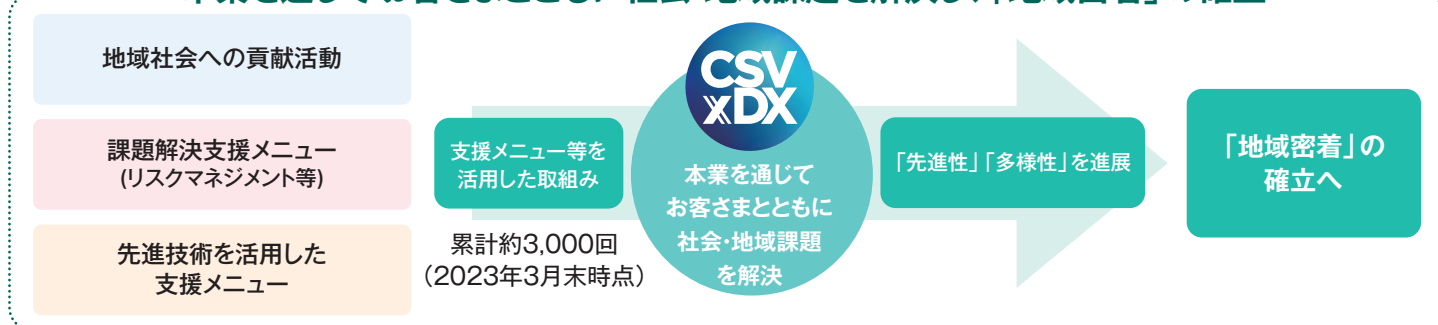 地域社会への貢献活動
課題解決支援メニュー
(リスクマネジメント等)
先進技術を活用した
支援メニュー
支援メニュー等を
活用した取組み
累計約3,000回
（2023年3月末時点）
CSV
xDX
本業を通じて
お客さまとともに
社会・地域課題
を解決
「先進性」「多様性」を進展
「地域密着」の
確立へ